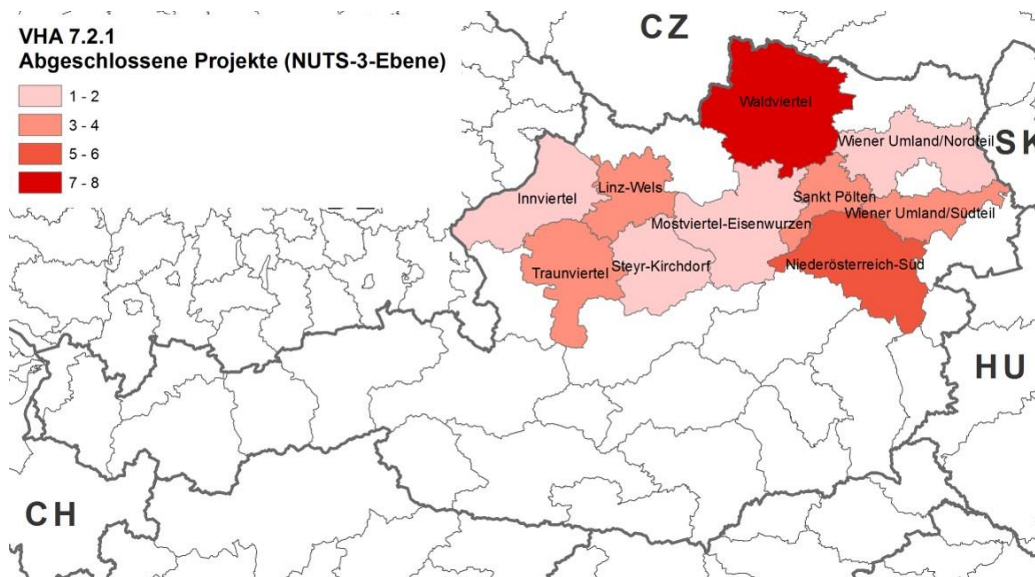 VHA 7.2.1
Abgeschlossene Projekte (NUTS-3-Ebene)
1 - 2
3 - 4
5 - 6
7 - 8
CZ
Waldviertel
Wiener Umland/Nordteil
SK
Linz-Wels
Innviertel
Sankt Pölten
Mostviertel-Eisenwurzen
Wiener Umland/Südteil
Traunviertel
Steyr-Kirchdorf
Niederösterreich-Süd
HU
CH